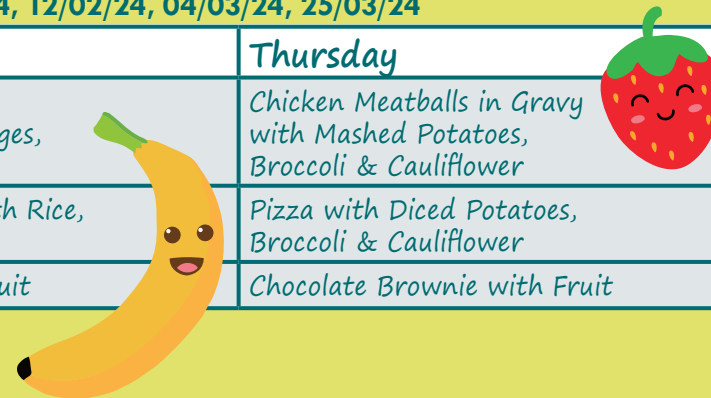 4, 12/02/24, 04/03/24, 25/03/24
Thursday
Chicken Meatballs in Gravy
ges,
with Mashed Potatoes,
Broccoli & Cauliflower
th Rice,
Pizza with Diced Potatoes,
Broccoli & Cauliflower
uit
Chocolate Brownie with Fruit